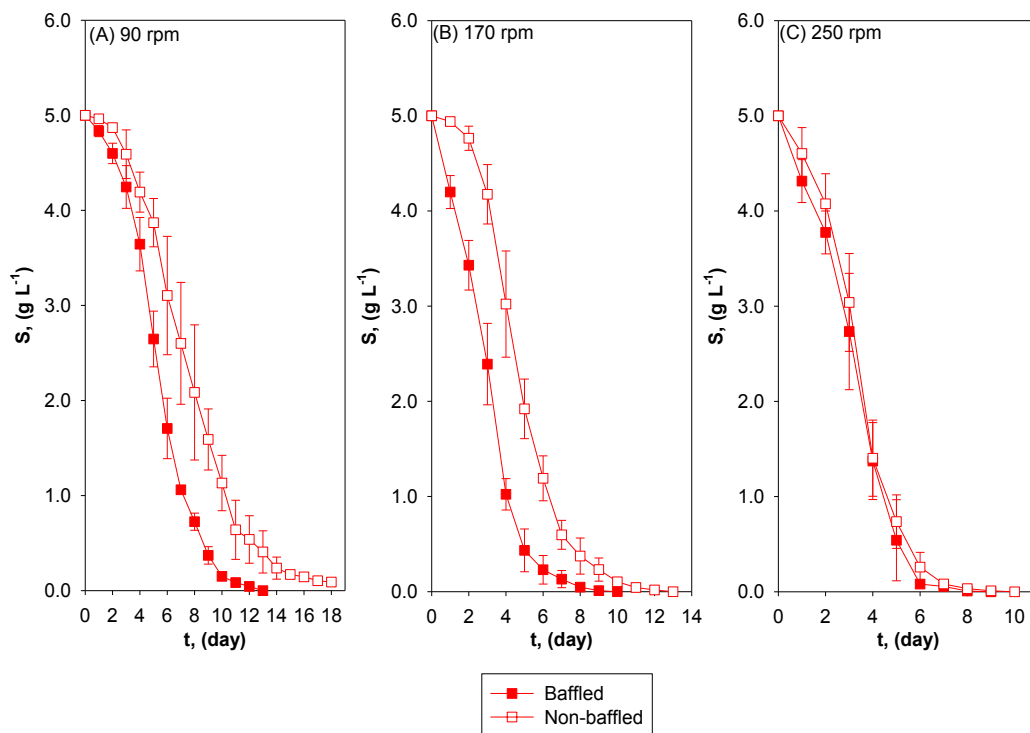 (A) 90 rpm
6.0
5.0
4.0
3.0
2.0
1.0
0.0
S, (g L-1)
0 2 4 6 8 10 12 14 16 18
t, (day)
(B) 170 rpm
6.0
5.0
4.0
3.0
2.0
1.0
0.0
S, (g L-1)
0 2 4 6 8 10 12 14
t, (day)
(C) 250 rpm
6.0
5.0
4.0
3.0
2.0
1.0
0.0
S, (g L-1)
0 2 4 6 8 10
t, (day)
Baffled
Non-baffled